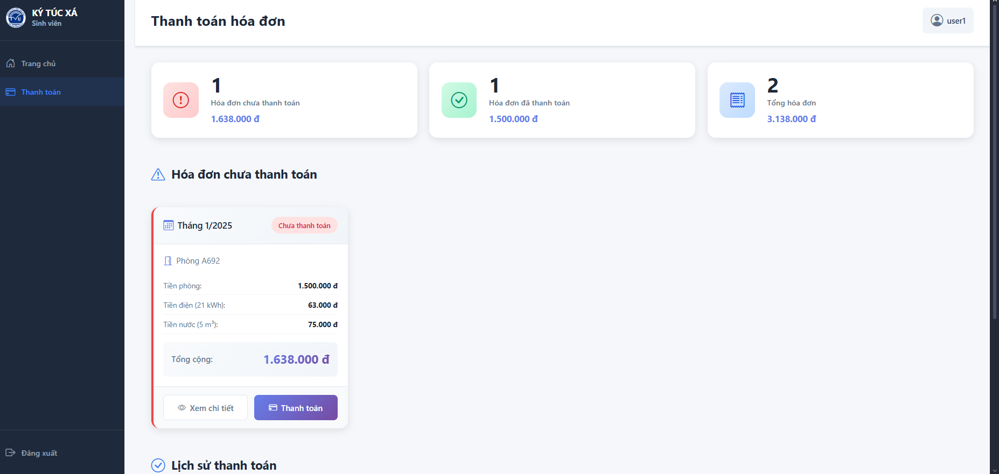 KÝ TÚC XÁ
Sinh viên
Trang chủ
Thanh toán
Đăng xuất
Thanh toán hóa đơn
user1
1
Hóa đơn chưa thanh toán
1.638.000 đ
1
Hóa đơn đã thanh toán
1.500.000 đ
2
Tổng hóa đơn
3.138.000 đ
Hóa đơn chưa thanh toán
Tháng 1/2025
Chưa thanh toán
Phòng A692
Tiền phòng: 1.500.000 đ
Tiền điện (21 kWh): 63.000 đ
Tiền nước (5 m³): 75.000 đ
Tổng cộng: 1.638.000 đ
Xem chi tiết
Thanh toán
Lịch sử thanh toán